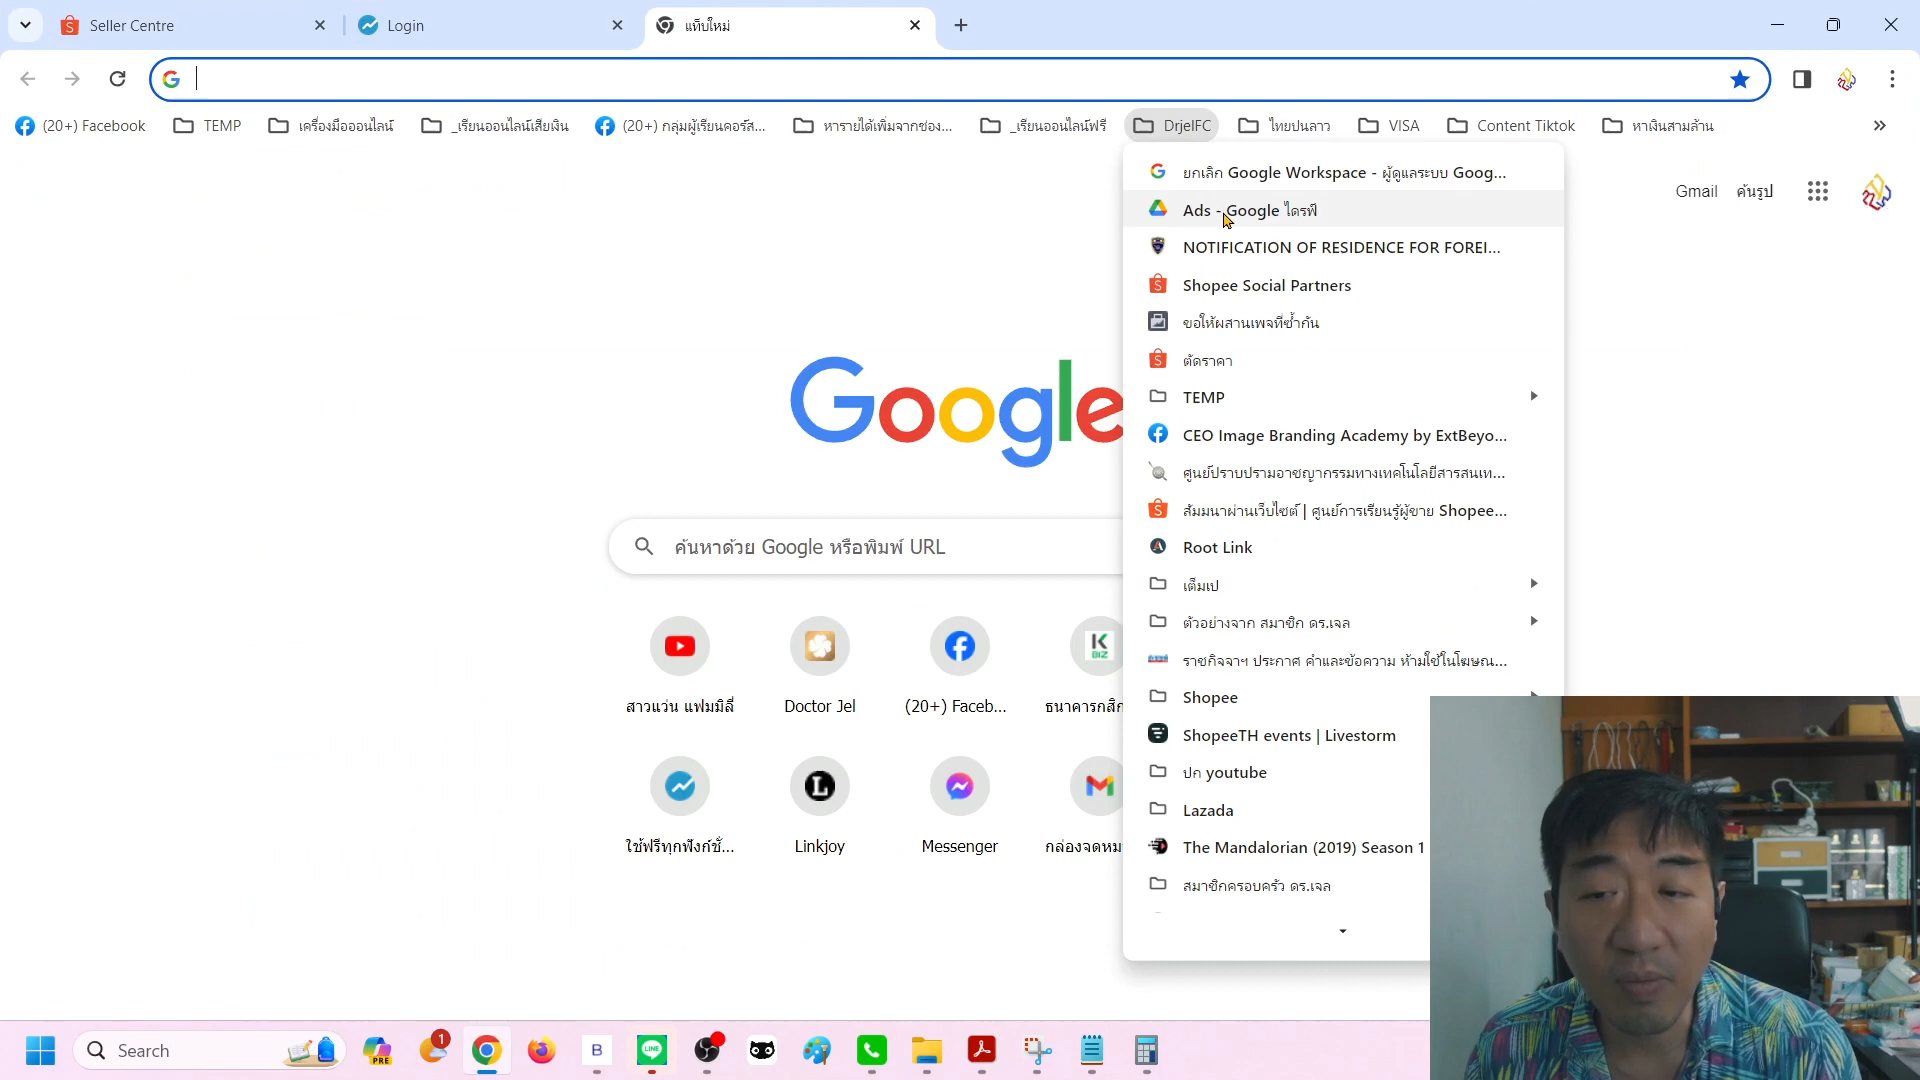 Seller Centre
Login
แท็บใหม่
(20+) Facebook
TEMP
เครื่องมือออนไลน์
_เรียนออนไลน์เสียเงิน
(20+) กลุ่มผู้เรียนคอร์ส...
หารายได้เพิ่มจากช่อง...
_เรียนออนไลน์ฟรี
DrjelFC
ไทยปนลาว
VISA
Content Tiktok
หาเงินสามล้าน
»
Gmail
ค้นรูป
ยกเลิก Google Workspace - ผู้ดูแลระบบ Goog...
Ads - Google ไดรฟ์
NOTIFICATION OF RESIDENCE FOR FOREI...
Shopee Social Partners
ขอให้ผสานเพจที่ซ้ำกัน
ตัดราคา
TEMP
CEO Image Branding Academy by ExtBeyo...
ศูนย์ปราบปรามอาชญากรรมทางเทคโนโลยีสารสนเท...
สัมมนาผ่านเว็บไซต์ | ศูนย์การเรียนรู้ผู้ขาย Shopee...
Root Link
เต็มเป
ตัวอย่างจาก สมาชิก ดร.เจล
ราชกิจจาฯ ประกาศ คำและข้อความ ห้ามใช้ในโฆษณ...
Shopee
ShopeeTH events | Livestorm
ปก youtube
Lazada
The Mandalorian (2019) Season 1
สมาชิกครอบครัว ดร.เจล
Google
ค้นหาด้วย Google หรือพิมพ์ URL
สาวแว่น แฟมมิลี่
Doctor Jel
(20+) Faceb...
ธนาคารกสิก
K
BIZ
ใช้ฟรีทุกฟังก์ชั่...
Linkjoy
Messenger
กล่องจดหม
Search
PRE
1
B
LINE